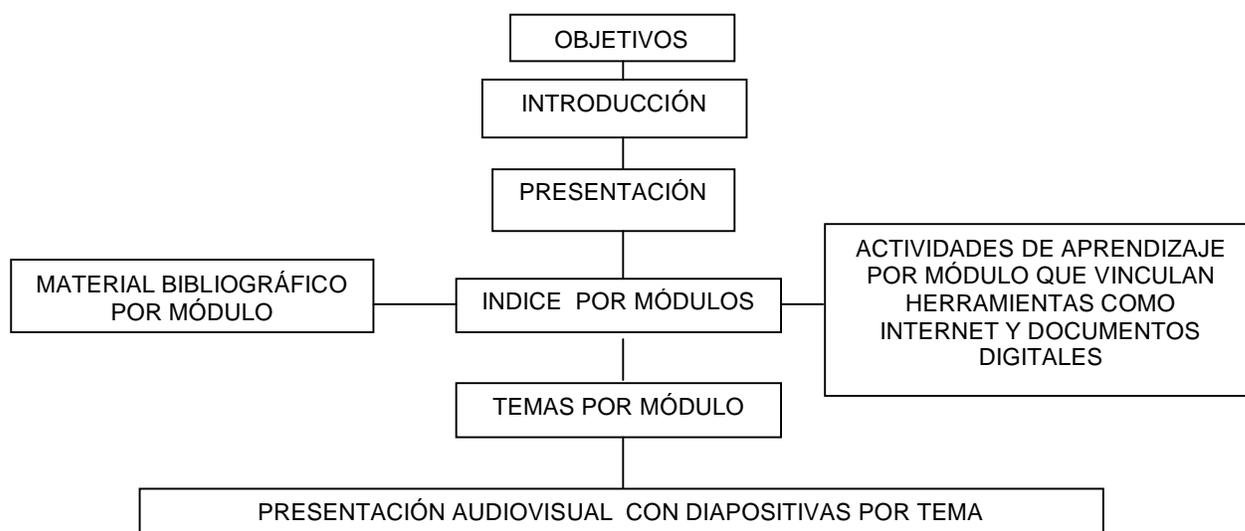 OBJETIVOS
INTRODUCCIÓN
PRESENTACIÓN
MATERIAL BIBLIOGRÁFICO
POR MÓDULO
INDICE POR MÓDULOS
ACTIVIDADES DE APRENDIZAJE
POR MÓDULO QUE VINCULAN
HERRAMIENTAS COMO
INTERNET Y DOCUMENTOS
DIGITALES
TEMAS POR MÓDULO
PRESENTACIÓN AUDIOVISUAL CON DIAPOSITIVAS POR TEMA